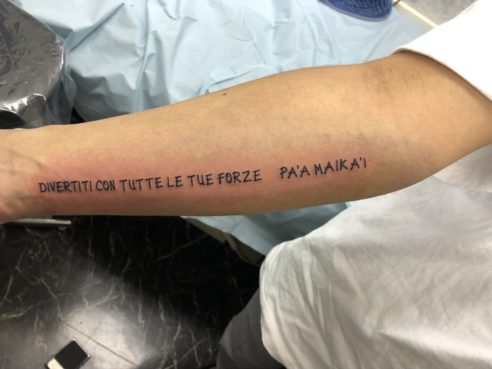 DIVERTITI CON TUTTE LE TUE FORZE PA'A MAIKA'I